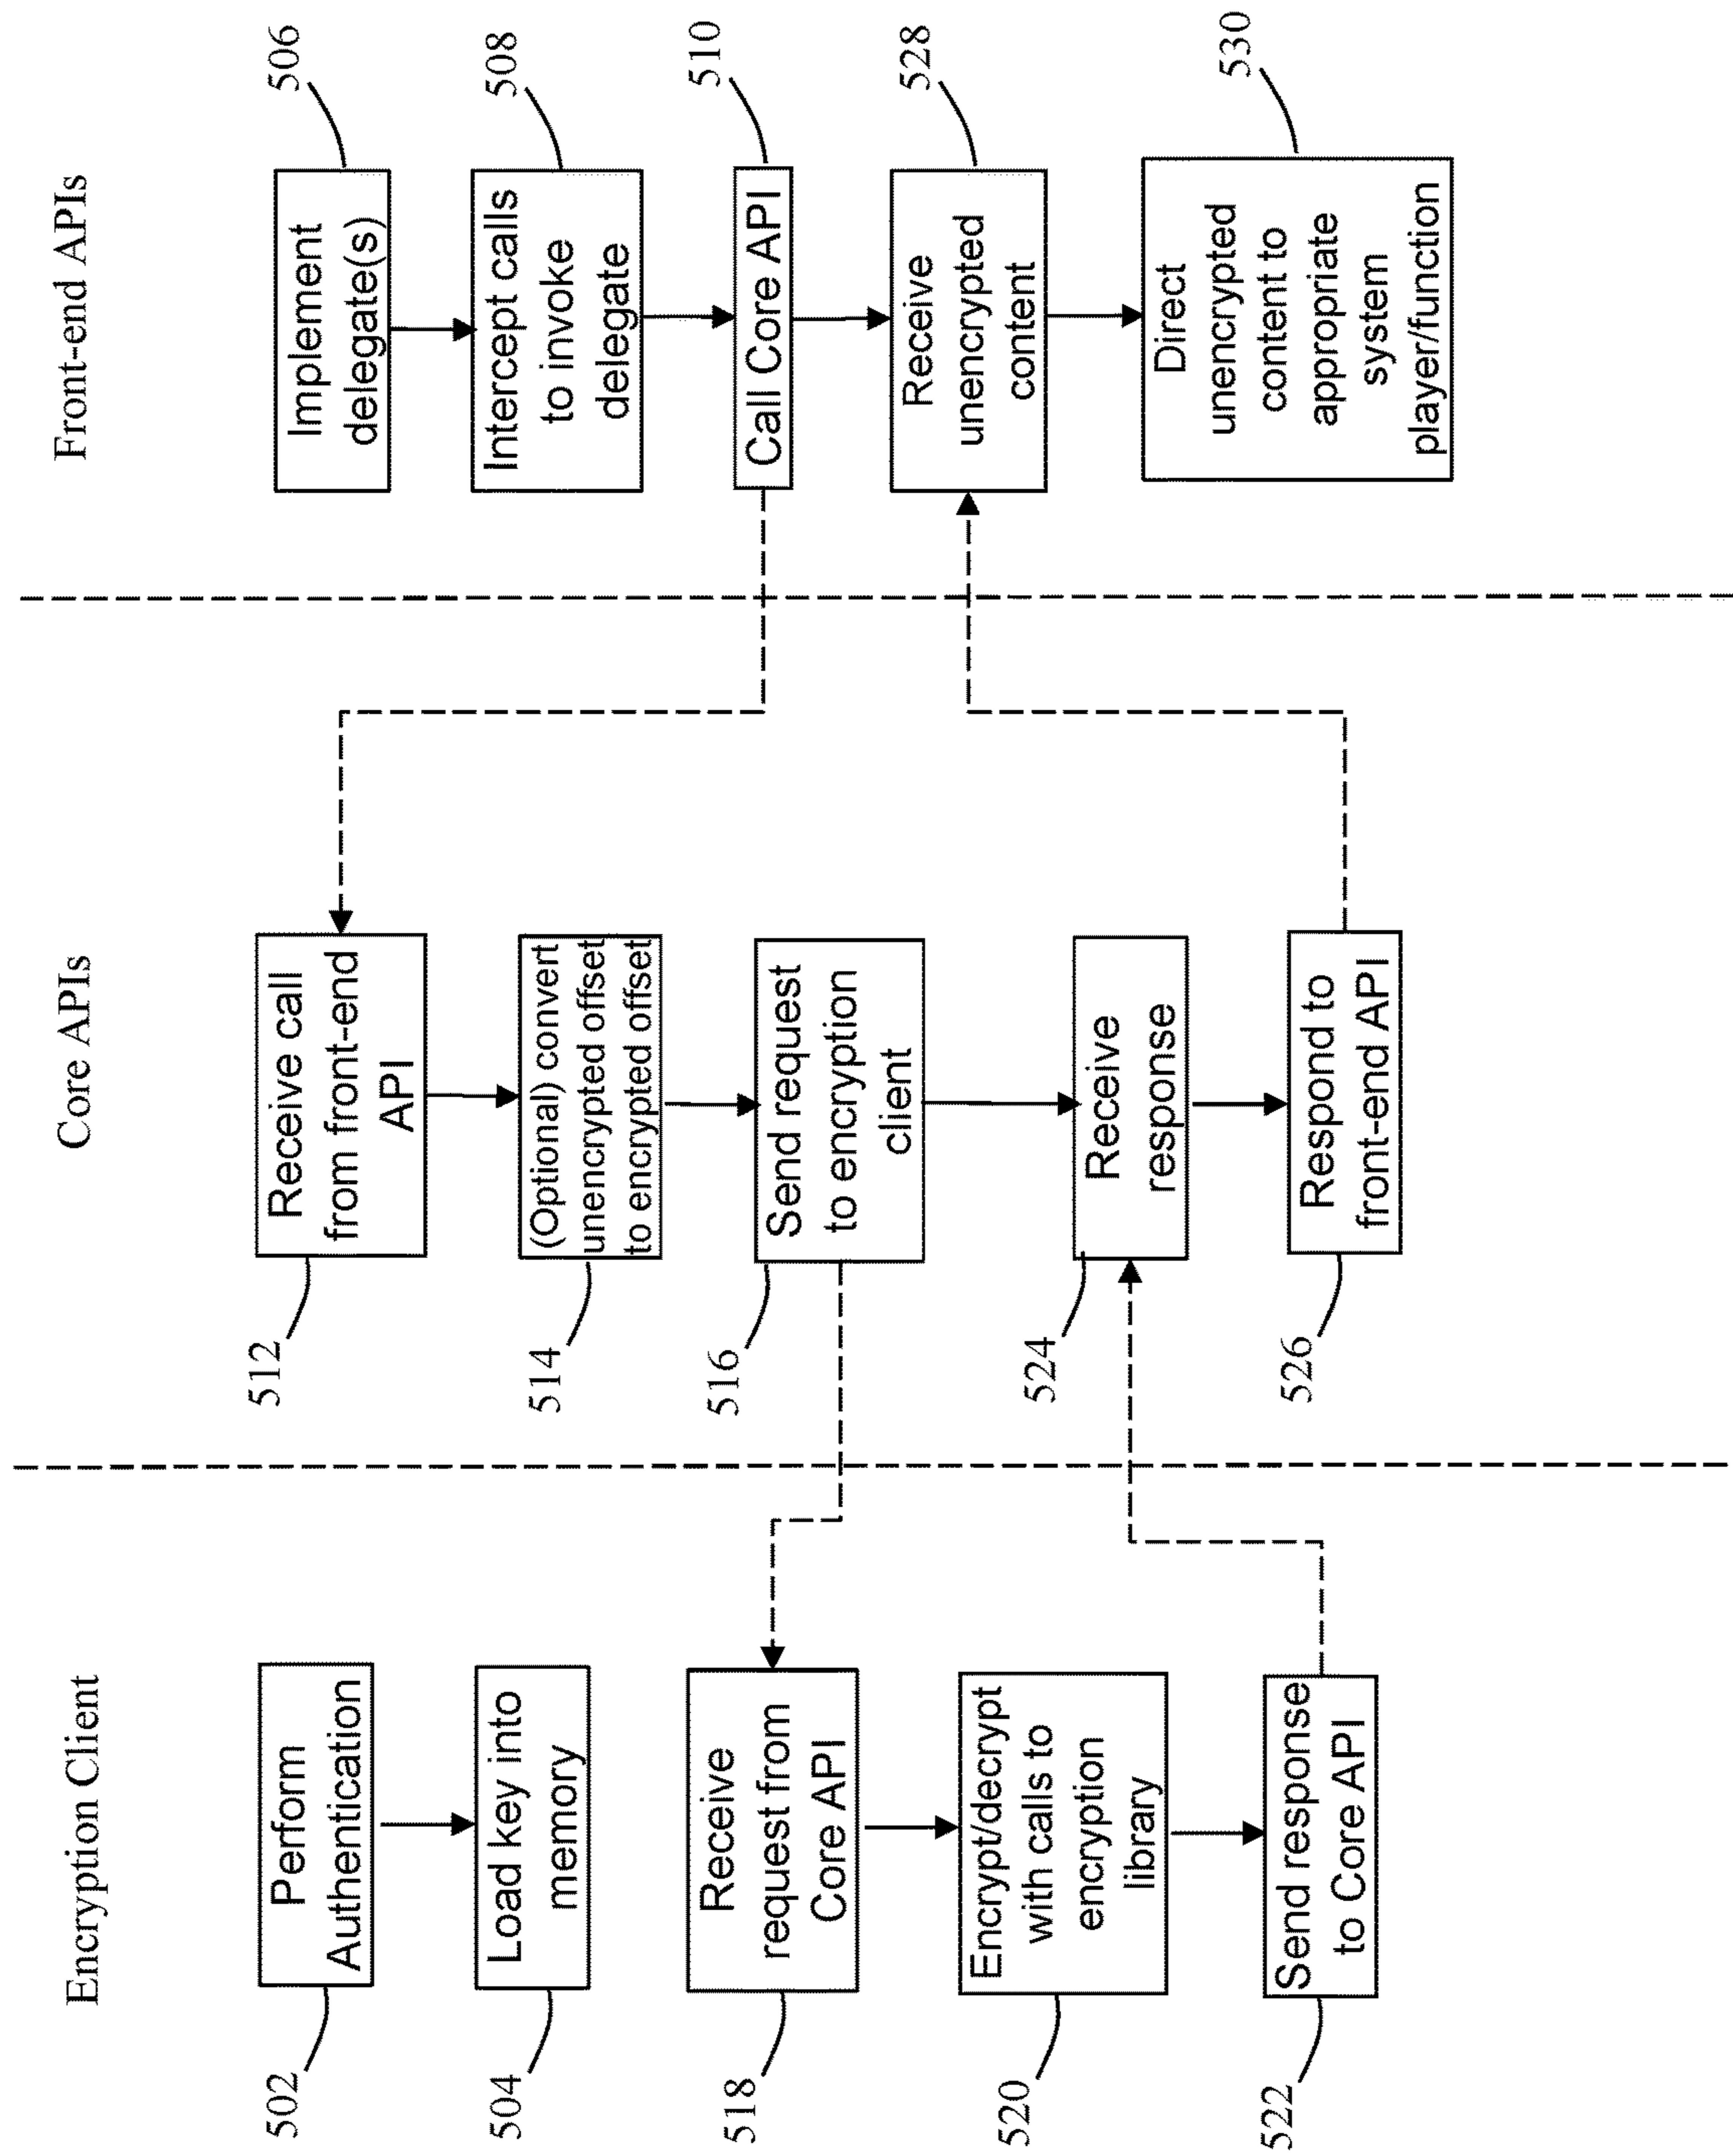 Encryption Client
502
Perform
Authentication
504
Load key into
memory
518
Receive
request from
Core API
520
Encrypt/decrypt
with calls to
encryption
library
522
Send response
to Core API
Core APIs
512
Receive call
from front-end
API
514
(Optional) convert
unencrypted offset
to encrypted offset
516
Send request
to encryption
client
524
Receive
response
526
Respond to
front-end API
Front-end APIs
506
Implement
delegate(s)
508
Intercept calls
to invoke
delegate
510
Call Core API
528
Receive
unencrypted
content
530
Direct
unencrypted
content to
appropriate
system
player/function